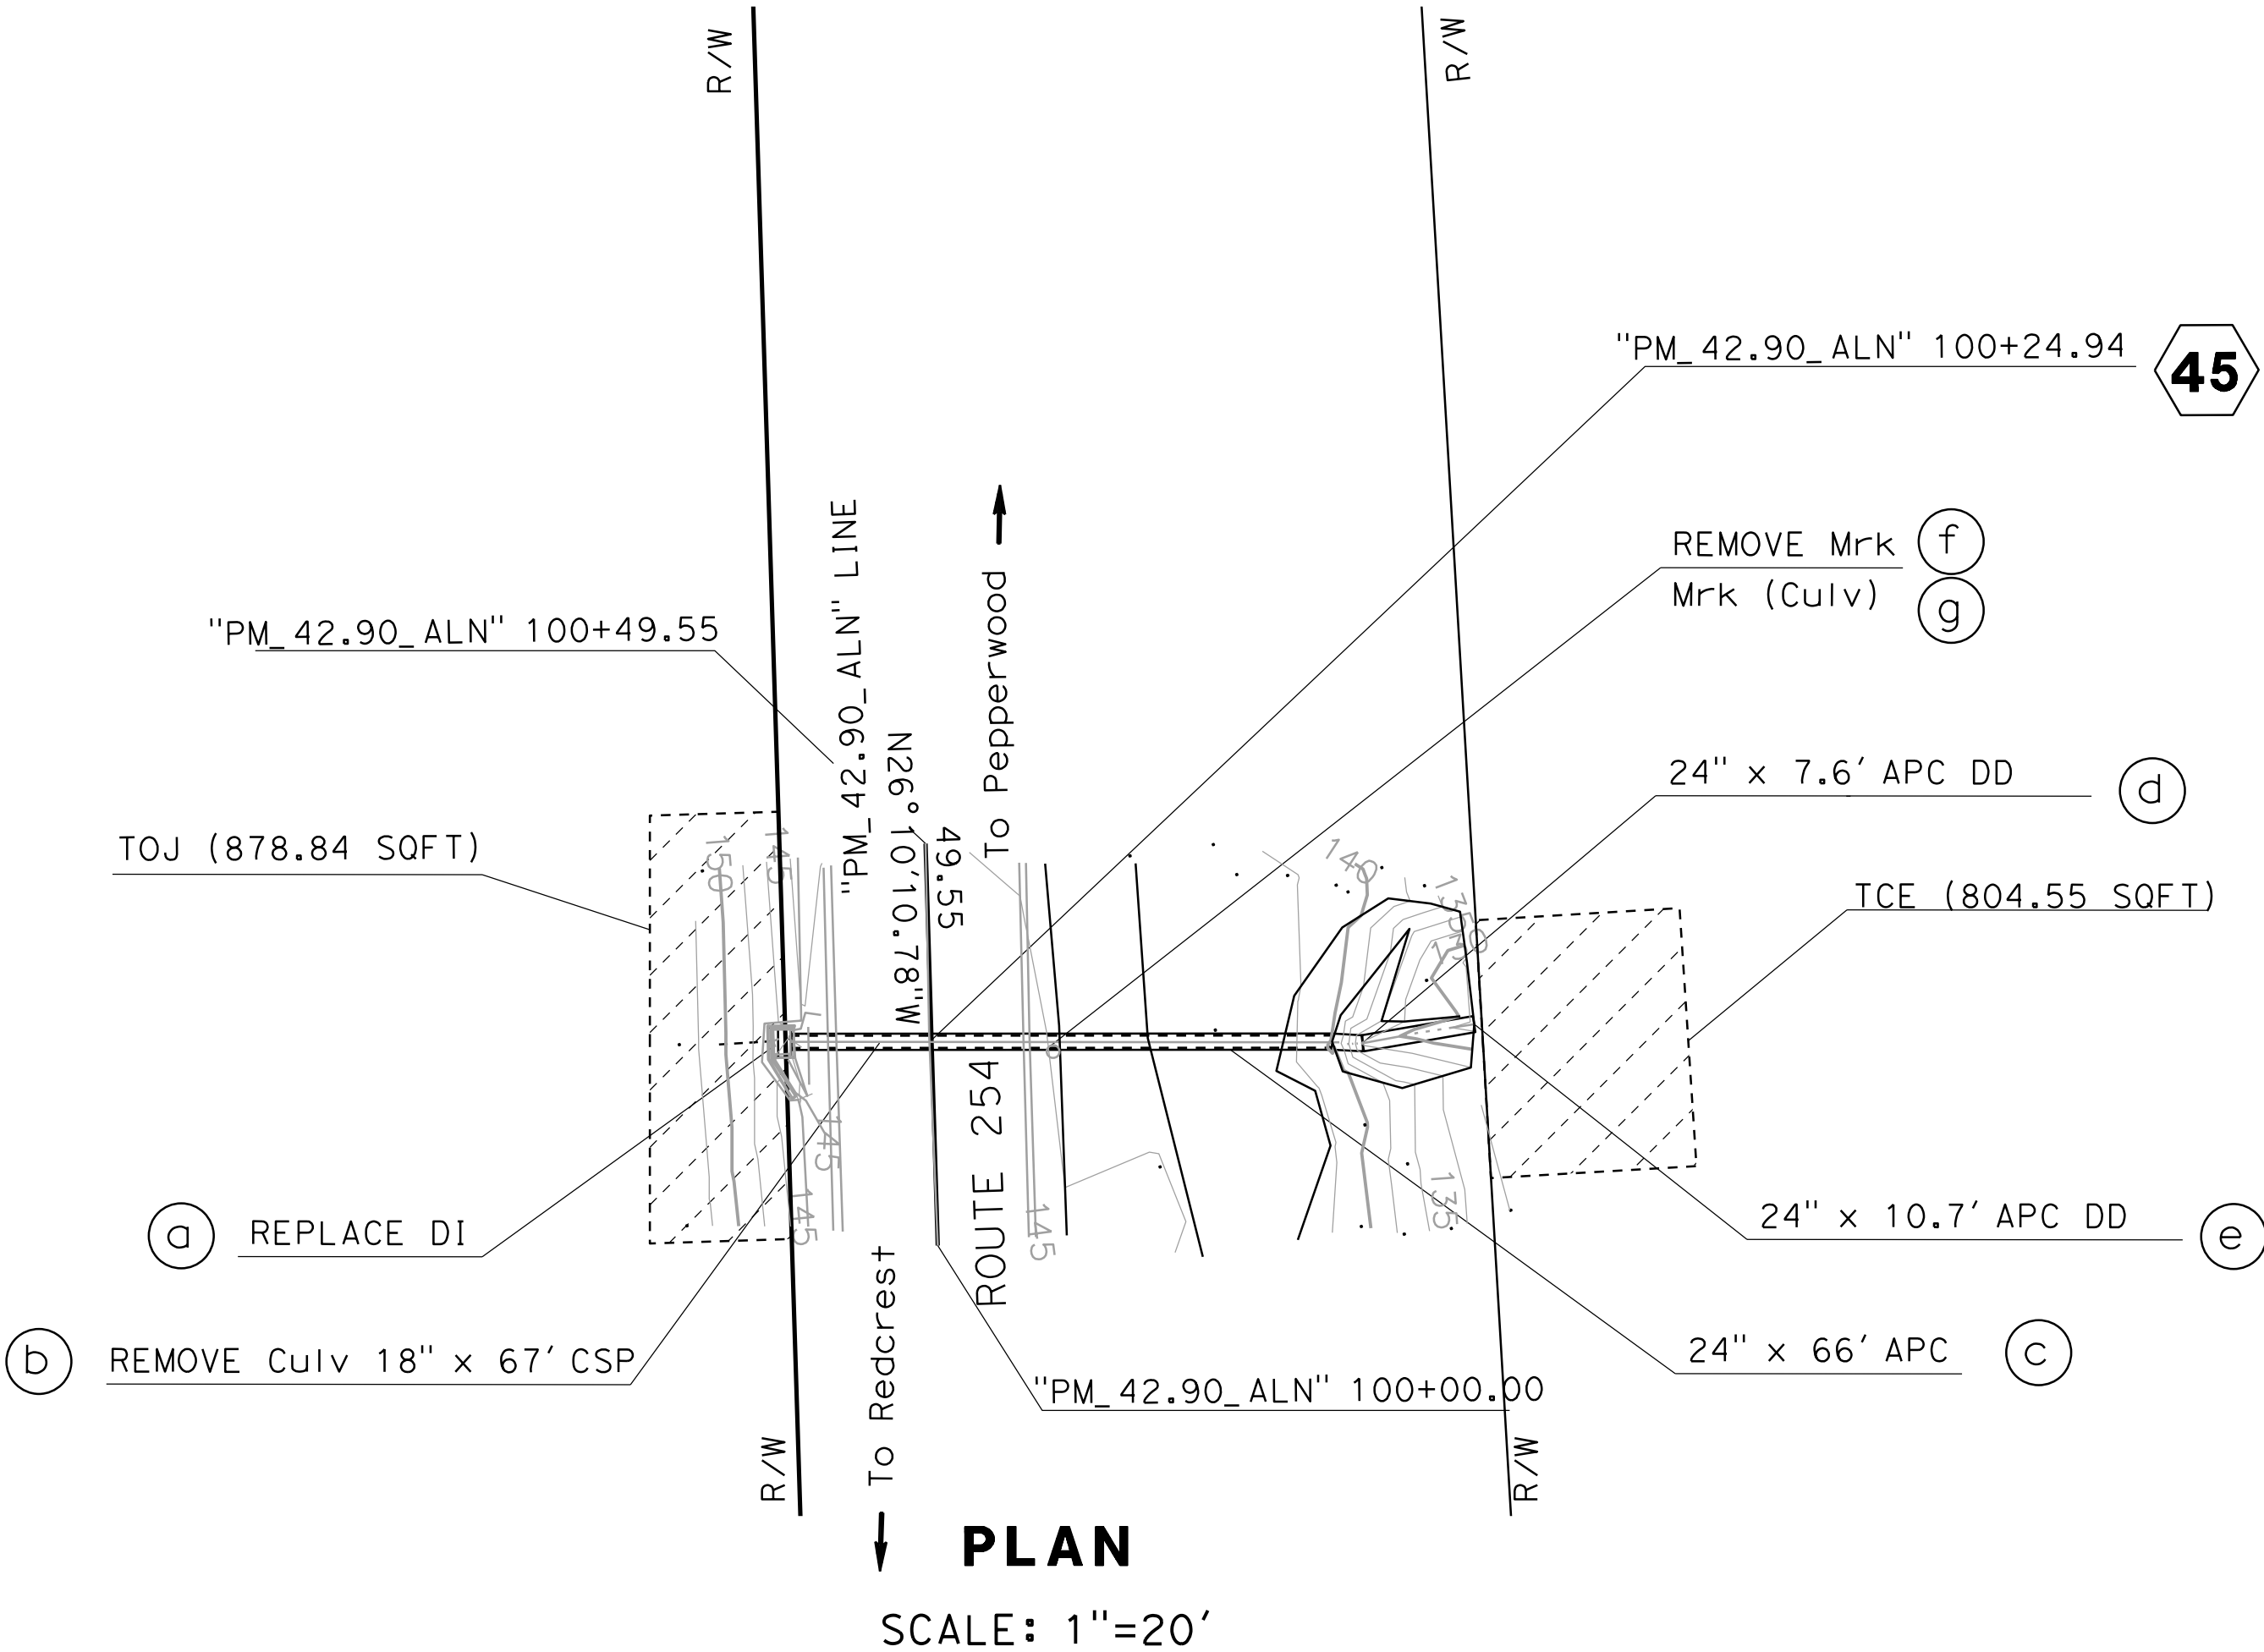 R/W
R/W
"PM_42.90_ALN" 100+24.94
45
REMOVE Mrk
f
Mrk (Culv)
g
"PM_42.90_ALN" 100+49.55
"PM_42.90_ALN" LINE
N26°10'10.78"W
49.55
To Pepperwood
24" x 7.6' APC DD
d
TOJ (878.84 SQFT)
150
145
140
135
130
TCE (804.55 SQFT)
ROUTE 254
145
145
145
135
a
REPLACE DI
24" x 10.7' APC DD
e
b
REMOVE Culv 18" x 67' CSP
24" x 66' APC
c
"PM_42.90_ALN" 100+00.00
To Redcrest
R/W
R/W
PLAN
SCALE: 1"=20'